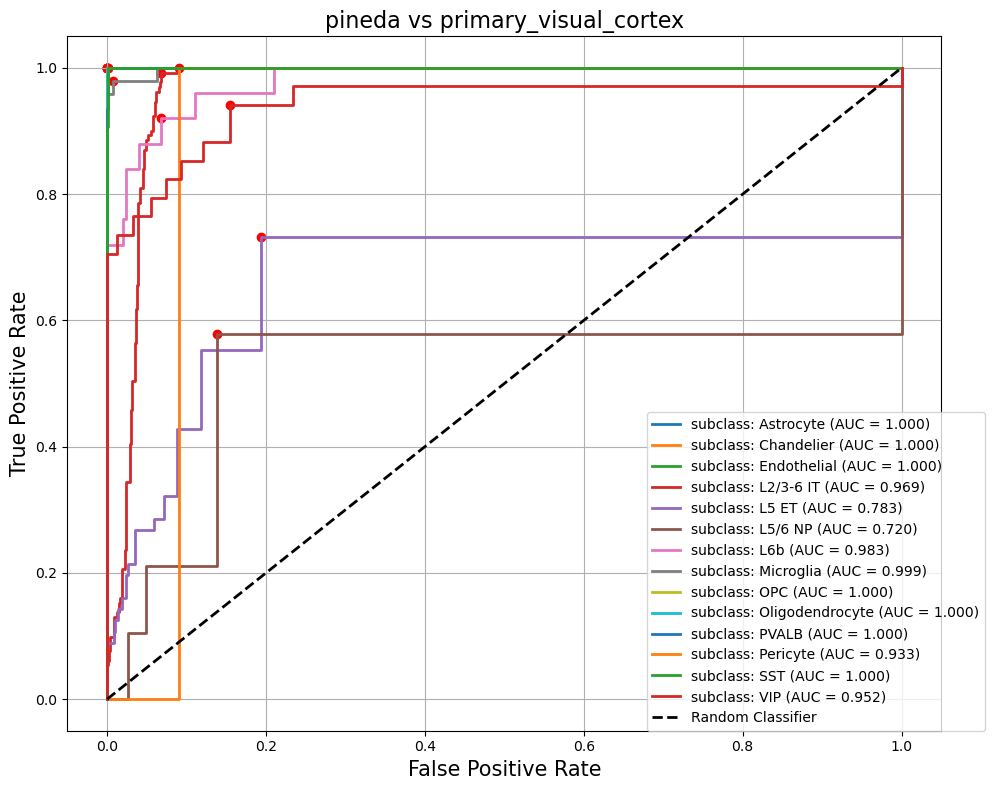 pineda vs primary_visual_cortex
True Positive Rate
1.0
0.8
0.6
0.4
0.2
0.0
subclass: Astrocyte (AUC = 1.000)
subclass: Chandelier (AUC = 1.000)
subclass: Endothelial (AUC = 1.000)
subclass: L2/3-6 IT (AUC = 0.969)
subclass: L5 ET (AUC = 0.783)
subclass: L5/6 NP (AUC = 0.720)
subclass: L6b (AUC = 0.983)
subclass: Microglia (AUC = 0.999)
subclass: OPC (AUC = 1.000)
subclass: Oligodendrocyte (AUC = 1.000)
subclass: PVALB (AUC = 1.000)
subclass: Pericyte (AUC = 0.933)
subclass: SST (AUC = 1.000)
subclass: VIP (AUC = 0.952)
Random Classifier
0.0 0.2 0.4 0.6 0.8 1.0
False Positive Rate